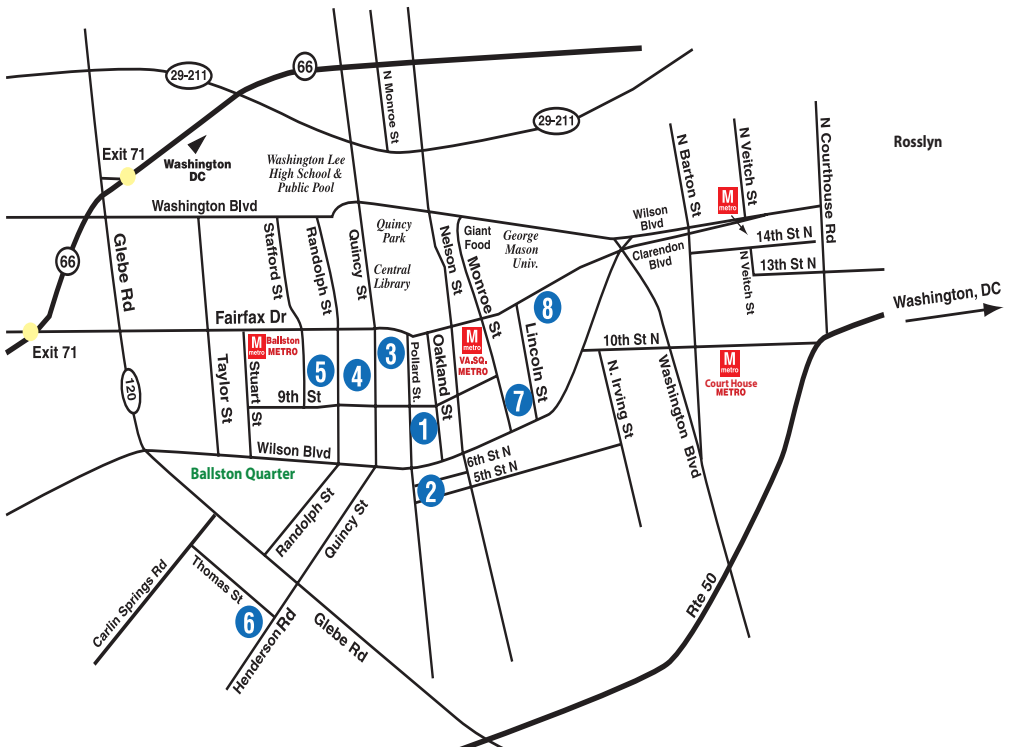 66
29-211
N Monroe St
29-211
Exit 71
Washington
DC
Washington Lee
High School &
Public Pool
N Barton St
N Veitch St
N Courthouse Rd
Rosslyn
Washington Blvd
M
metro
Wilson
Blvd
Clarendon
Blvd
14th St N
N Veitch St
13th St N
Quincy
Park
Central
Library
Giant
Food
George
Mason
Univ.
Glebe Rd
Stafford St
Randolph St
Quincy St
Nelson St
Monroe St
66
Washington, DC
Fairfax Dr
8
Exit 71
M
metro
Ballston
METRO
3
M
metro
VA.SQ.
METRO
10th St N
Lincoln St
Pollard St.
Oakland St
Taylor St
Stuart St
5
4
M
metro
Court House
METRO
N. Irving St
Washington Blvd
120
9th St
7
1
Wilson Blvd
6th St N
5th St N
Ballston Quarter
2
Randolph St
Quincy St
Carlin Springs Rd
Thomas St
6
Henderson Rd
Glebe Rd
Rte 50